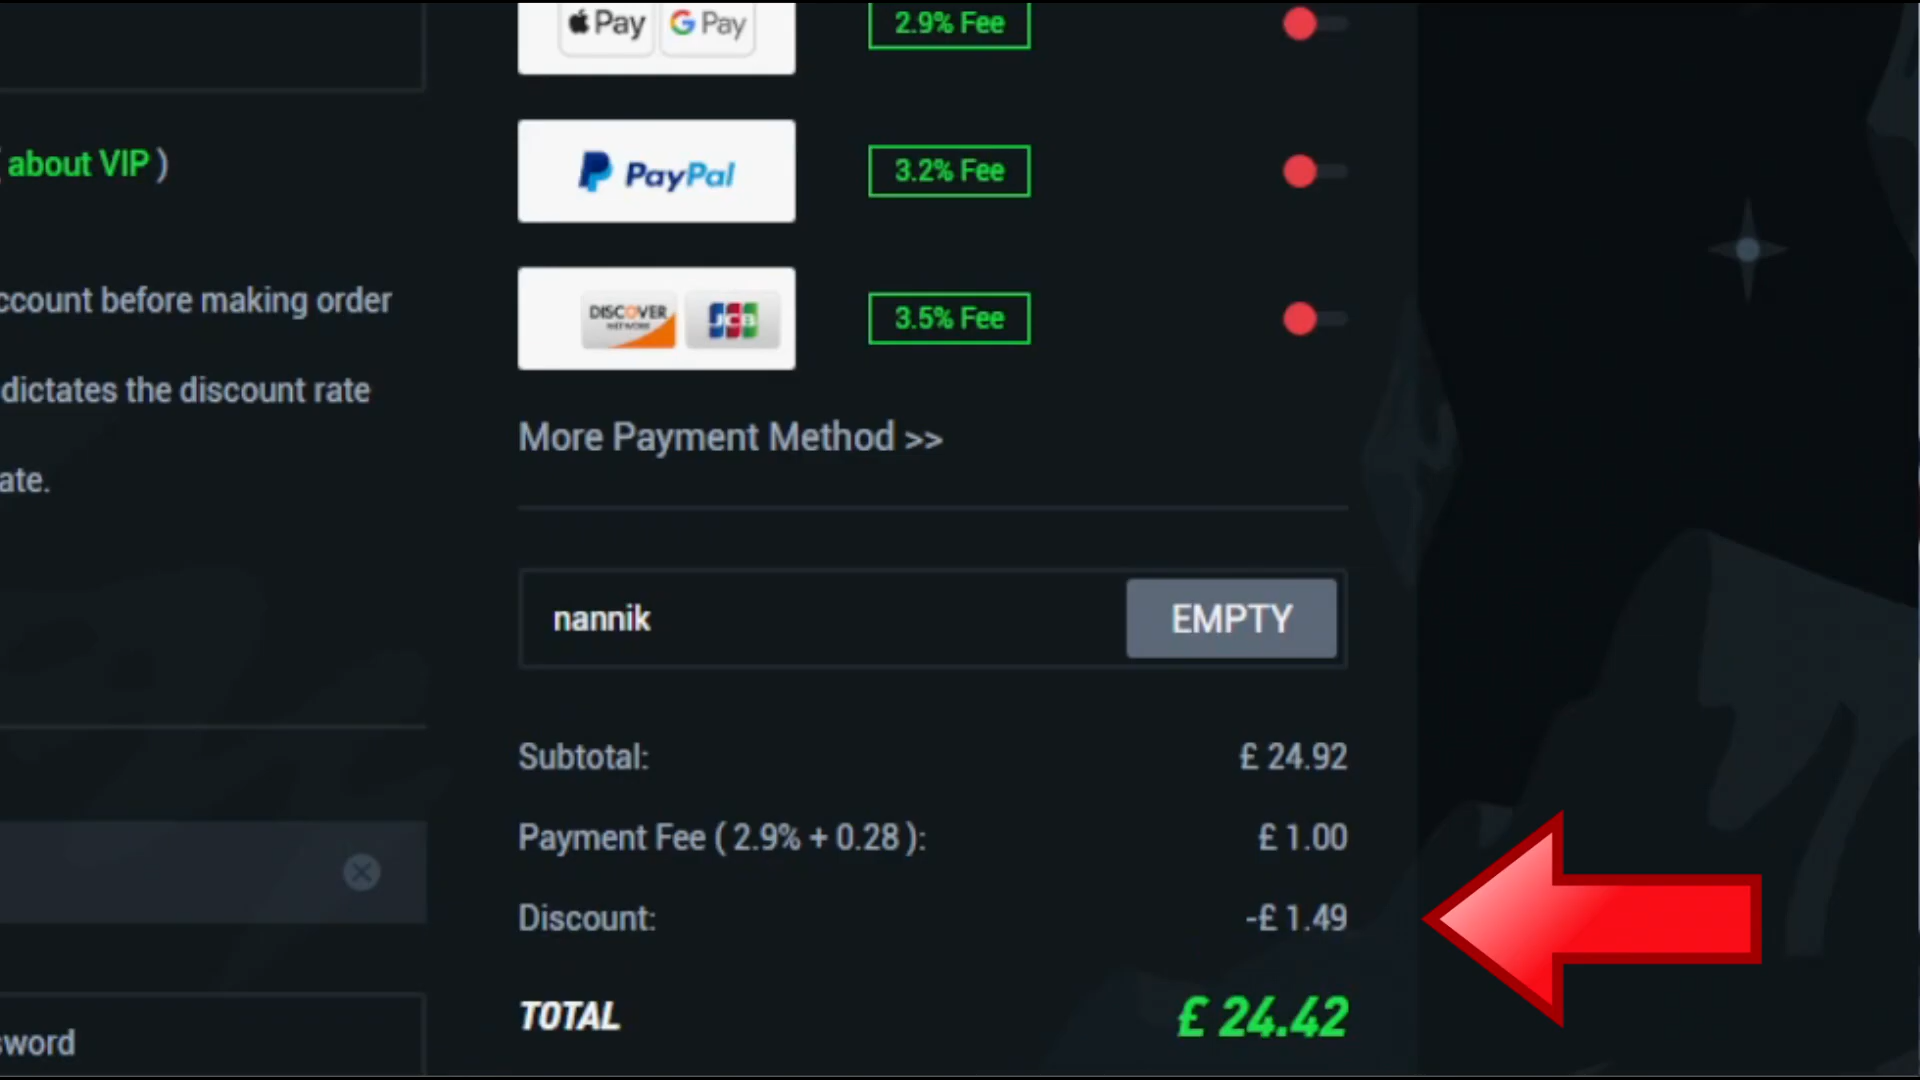 Pay G Pay
2.9% Fee
about VIP )
PayPal
3.2% Fee
ccount before making order
DISCOVER
NETWORK
JCB
3.5% Fee
dictates the discount rate
More Payment Method >>
ate.
nannik
EMPTY
Subtotal:
£ 24.92
Payment Fee ( 2.9% + 0.28 ):
£ 1.00
Discount:
-£ 1.49
TOTAL
£ 24.42
sword